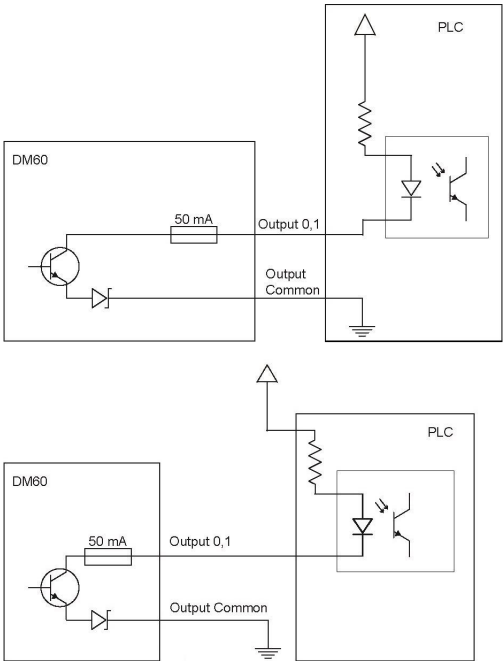 PLC
DM60
50 mA
Output 0,1
Output
Common
PLC
DM60
50 mA
Output 0,1
Output Common